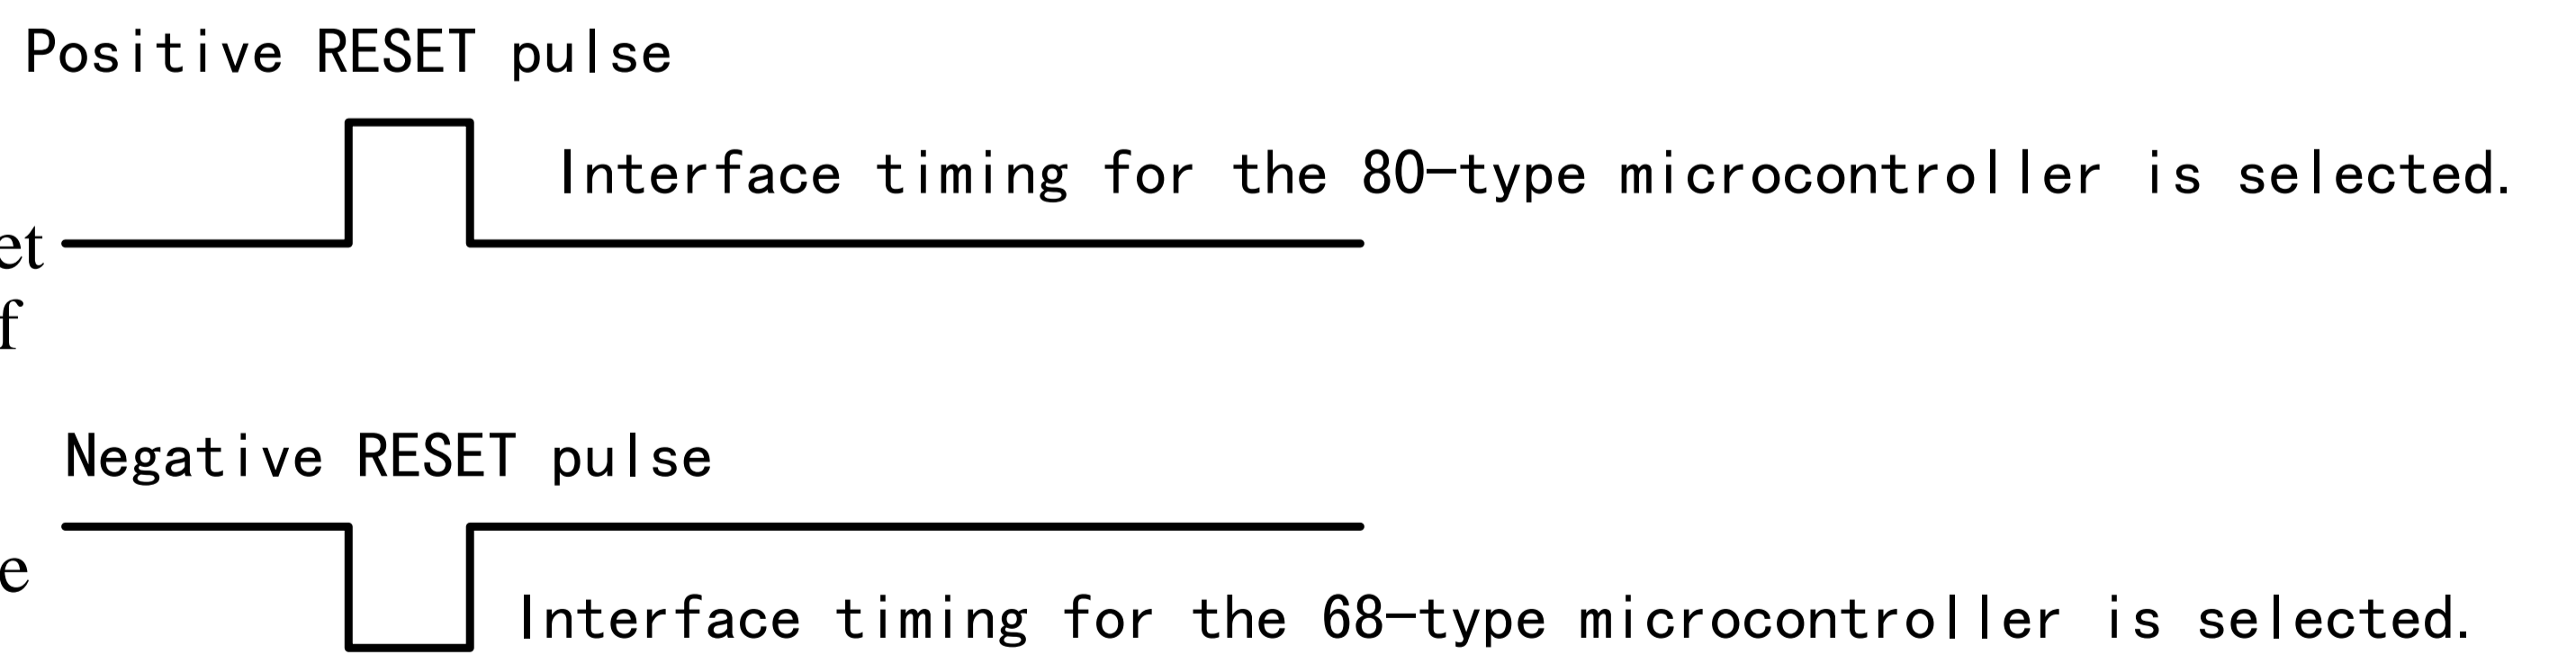 Positive RESET pulse
Interface timing for the 80-type microcontroller is selected.
et
f
Negative RESET pulse
e
Interface timing for the 68-type microcontroller is selected.